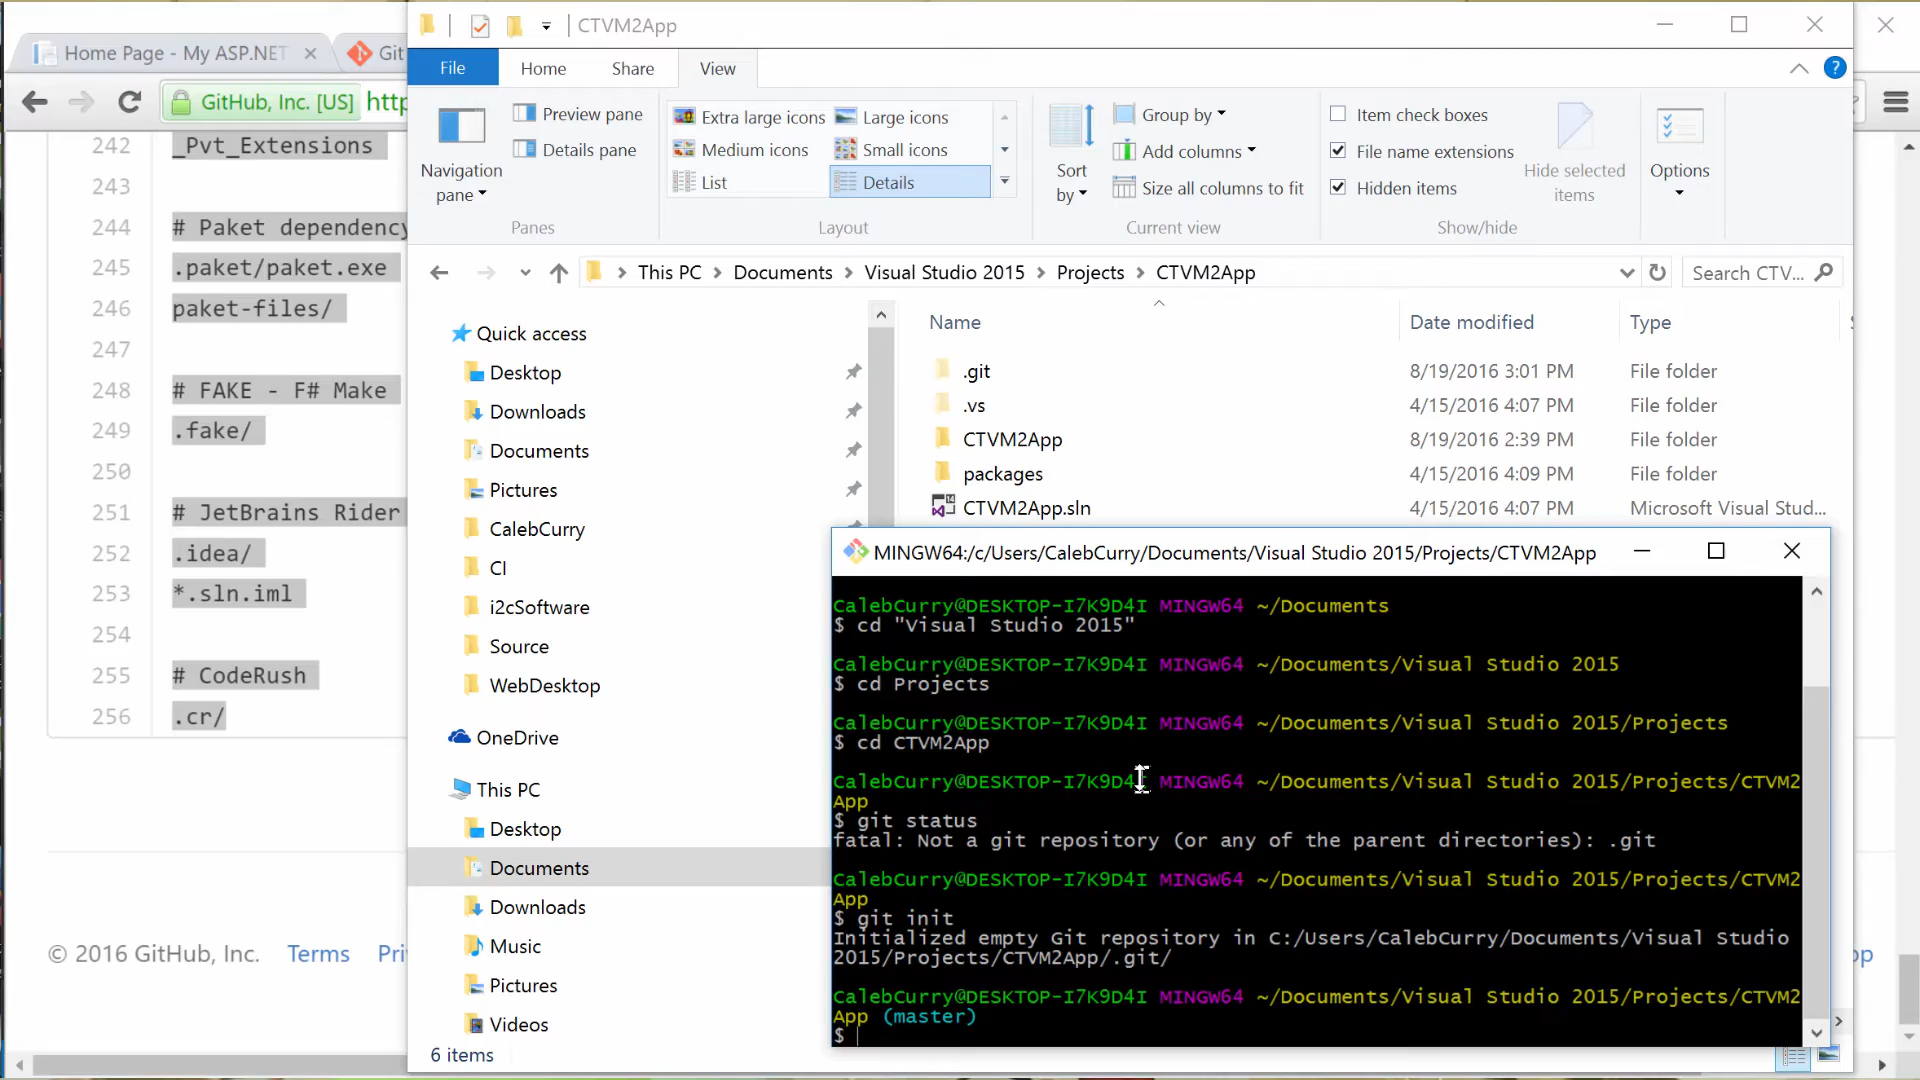 Home Page - My ASP.NET
Git
GitHub, Inc. [US]
http
242 _Pvt_Extensions
243
244 # Paket dependency
245 .paket/paket.exe
246 paket-files/
247
248 # FAKE - F# Make
249 .fake/
250
251 # JetBrains Rider
252 .idea/
253 *.sln.iml
254
255 # CodeRush
256 .cr/
© 2016 GitHub, Inc. Terms Pri
pp
CTVM2App
File Home Share View
Navigation pane
Preview pane
Details pane
Panes
Extra large icons Large icons
Medium icons Small icons
List Details
Layout
Sort by
Group by
Add columns
Size all columns to fit
Current view
Item check boxes
File name extensions
Hidden items
Hide selected items
Show/hide
Options
This PC > Documents > Visual Studio 2015 > Projects > CTVM2App
Search CTV...
Quick access
Desktop
Downloads
Documents
Pictures
CalebCurry
CI
i2cSoftware
Source
WebDesktop
OneDrive
This PC
Desktop
Documents
Downloads
Music
Pictures
Videos
6 items
Name Date modified Type
.git 8/19/2016 3:01 PM File folder
.vs 4/15/2016 4:07 PM File folder
CTVM2App 8/19/2016 2:39 PM File folder
packages 4/15/2016 4:09 PM File folder
CTVM2App.sln 4/15/2016 4:07 PM Microsoft Visual Stud...
MINGW64:/c/Users/CalebCurry/Documents/Visual Studio 2015/Projects/CTVM2App
CalebCurry@DESKTOP-I7K9D4I MINGW64 ~/Documents
$ cd "Visual Studio 2015"
CalebCurry@DESKTOP-I7K9D4I MINGW64 ~/Documents/Visual Studio 2015
$ cd Projects
CalebCurry@DESKTOP-I7K9D4I MINGW64 ~/Documents/Visual Studio 2015/Projects
$ cd CTVM2App
CalebCurry@DESKTOP-I7K9D4I MINGW64 ~/Documents/Visual Studio 2015/Projects/CTVM2
App
$ git status
fatal: Not a git repository (or any of the parent directories): .git
CalebCurry@DESKTOP-I7K9D4I MINGW64 ~/Documents/Visual Studio 2015/Projects/CTVM2
App
$ git init
Initialized empty Git repository in C:/Users/CalebCurry/Documents/Visual Studio
2015/Projects/CTVM2App/.git/
CalebCurry@DESKTOP-I7K9D4I MINGW64 ~/Documents/Visual Studio 2015/Projects/CTVM2
App (master)
$